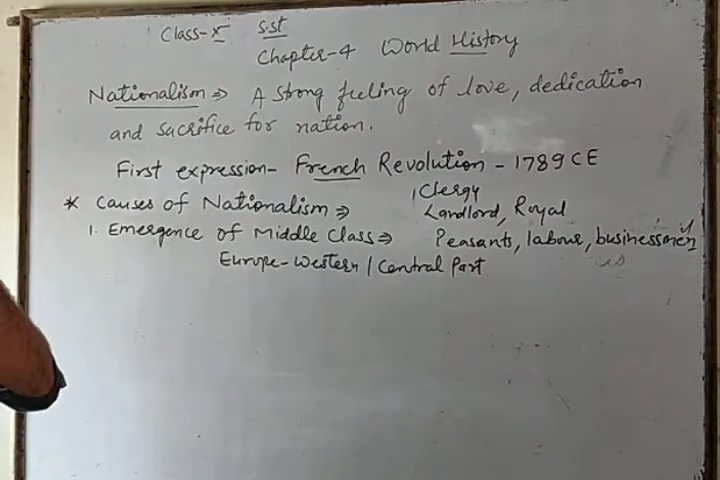 Class-X S.St
Chapter-4 World History
Nationalism ⇒ A strong feeling of love, dedication
and sacrifice for nation.
First expression- French Revolution - 1789 CE
Clergy
* Causes of Nationalism ⇒ Landlord, Royal
1. Emergence of Middle Class ⇒ Peasants, labour, businessmen
Europe-Western / Central Part